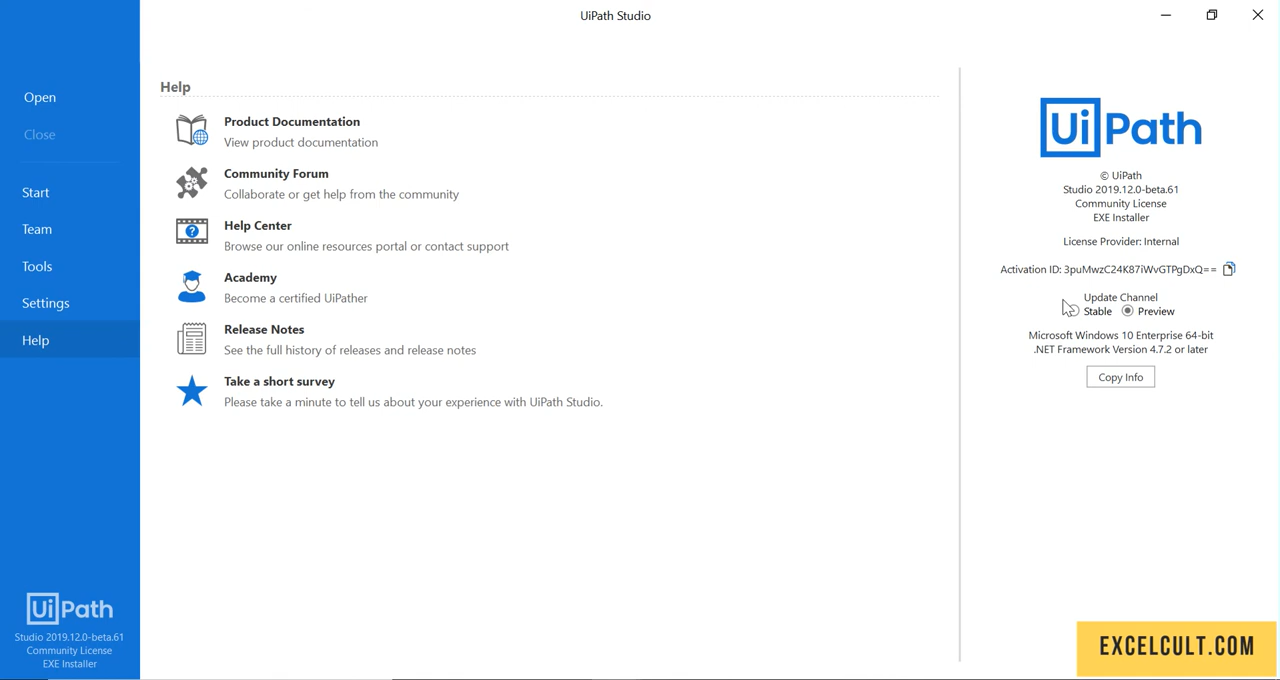 UiPath Studio
Open
Close
Start
Team
Tools
Settings
Help
UiPath
Studio 2019.12.0-beta.61
Community License
EXE Installer
Help
Product Documentation
View product documentation
Community Forum
Collaborate or get help from the community
Help Center
Browse our online resources portal or contact support
Academy
Become a certified UiPather
Release Notes
See the full history of releases and release notes
Take a short survey
Please take a minute to tell us about your experience with UiPath Studio.
UiPath
© UiPath
Studio 2019.12.0-beta.61
Community License
EXE Installer
License Provider: Internal
Activation ID: 3puMwzC24K87iWvGTPgDxQ==
Update Channel
Stable Preview
Microsoft Windows 10 Enterprise 64-bit
.NET Framework Version 4.7.2 or later
Copy Info
EXCELCULT.COM